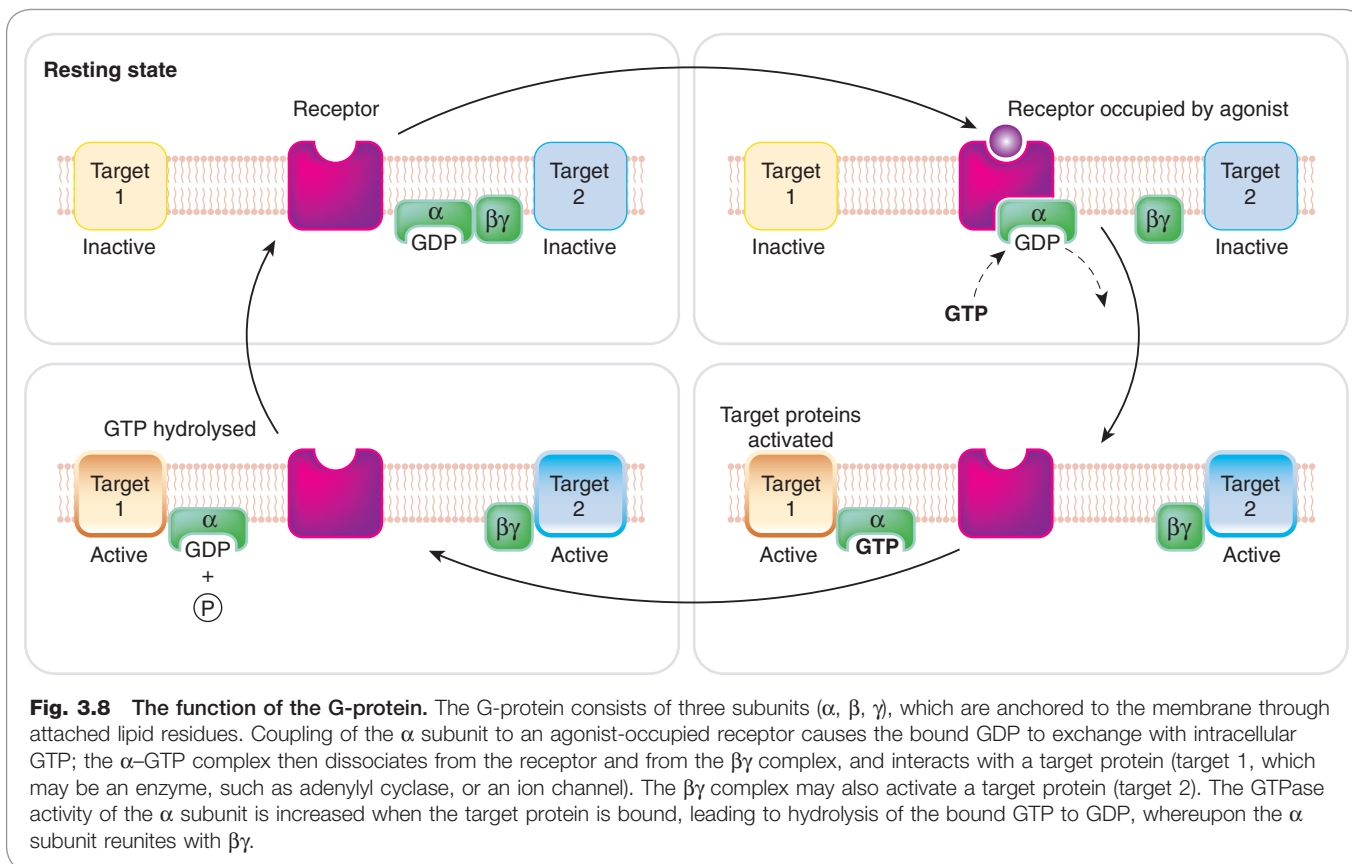 Resting state
Receptor
Target
1
Inactive
α
GDP
βγ
Target
2
Inactive
Receptor occupied by agonist
Target
1
Inactive
α
GDP
GTP
βγ
Target
2
Inactive
GTP hydrolysed
Target
1
Active
α
GDP
+
P
βγ
Target
2
Active
Target proteins
activated
Target
1
Active
α
GTP
βγ
Target
2
Active
Fig. 3.8 The function of the G-protein. The G-protein consists of three subunits (α, β, γ), which are anchored to the membrane through
attached lipid residues. Coupling of the α subunit to an agonist-occupied receptor causes the bound GDP to exchange with intracellular
GTP; the α–GTP complex then dissociates from the receptor and from the βγ complex, and interacts with a target protein (target 1, which
may be an enzyme, such as adenylyl cyclase, or an ion channel). The βγ complex may also activate a target protein (target 2). The GTPase
activity of the α subunit is increased when the target protein is bound, leading to hydrolysis of the bound GTP to GDP, whereupon the α
subunit reunites with βγ.